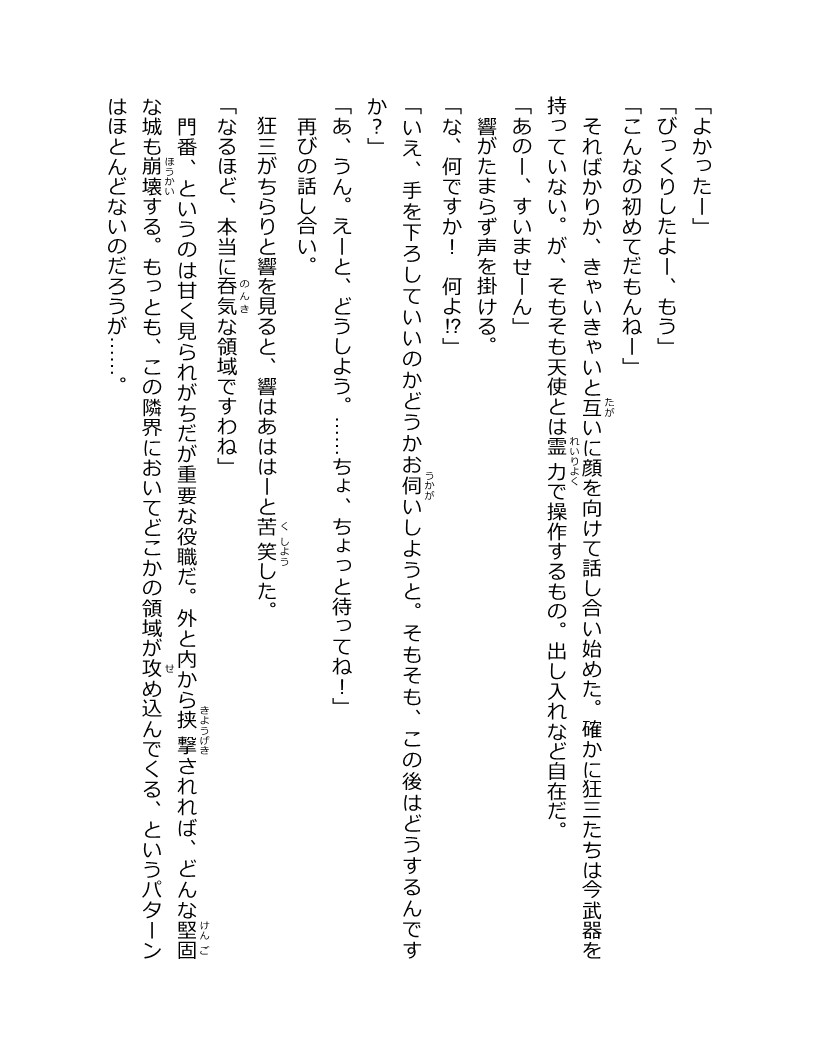 「よかったー」
「びっくりしたよー、もう」
「こんなの初めてだもんねー」
そればかりか、きゃいきゃいと互いに顔を向けて話し合い始めた。確かに狂三たちは今武器を
持っていない。が、そもそも天使とは霊力で操作するもの。出し入れなど自在だ。
「あのー、すいませーん」
響がたまらず声を掛ける。
「な、何ですか！　何よ⁉」
「いえ、手を下ろしていいのかどうかお伺いしようと。そもそも、この後はどうするんです
か？」
「あ、うん。えーと、どうしよう。……ちょ、ちょっと待ってね！」
再びの話し合い。
狂三がちらりと響を見ると、響はあははーと苦笑した。
「なるほど、本当に呑気な領域ですわね」
門番、というのは甘く見られがちだが重要な役職だ。外と内から挟撃されれば、どんな堅固
な城も崩壊する。もっとも、この隣界においてどこかの領域が攻め込んでくる、というパターン
はほとんどないのだろうが……。